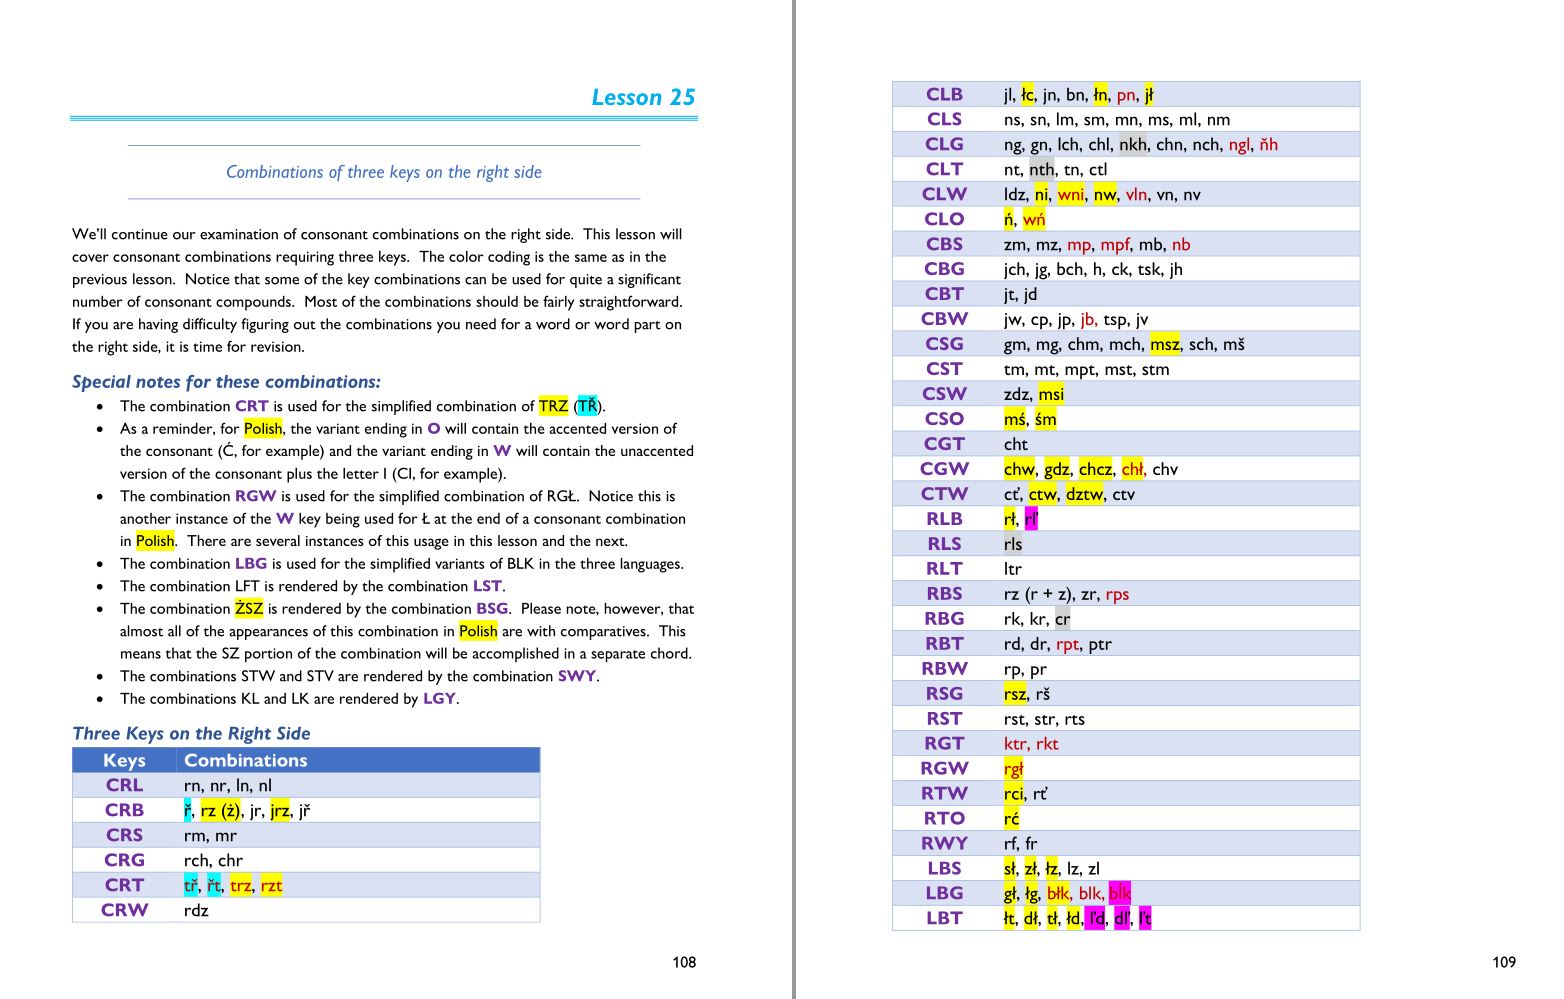 Lesson 25
Combinations of three keys on the right side
We'll continue our examination of consonant combinations on the right side. This lesson will
cover consonant combinations requiring three keys. The color coding is the same as in the
previous lesson. Notice that some of the key combinations can be used for quite a significant
number of consonant compounds. Most of the combinations should be fairly straightforward.
If you are having difficulty figuring out the combinations you need for a word or word part on
the right side, it is time for revision.
Special notes for these combinations:
• The combination CRT is used for the simplified combination of TRZ (TŘ).
• As a reminder, for Polish, the variant ending in O will contain the accented version of
the consonant (Ć, for example) and the variant ending in W will contain the unaccented
version of the consonant plus the letter I (CI, for example).
• The combination RGW is used for the simplified combination of RGŁ. Notice this is
another instance of the W key being used for Ł at the end of a consonant combination
in Polish. There are several instances of this usage in this lesson and the next.
• The combination LBG is used for the simplified variants of BLK in the three languages.
• The combination LFT is rendered by the combination LST.
• The combination ŻSZ is rendered by the combination BSG. Please note, however, that
almost all of the appearances of this combination in Polish are with comparatives. This
means that the SZ portion of the combination will be accomplished in a separate chord.
• The combinations STW and STV are rendered by the combination SWY.
• The combinations KL and LK are rendered by LGY.
Three Keys on the Right Side
Keys Combinations
CRL rn, nr, ln, nl
CRB ř, rz (ż), jr, jrz, jř
CRS rm, mr
CRG rch, chr
CRT tř, řt, trz, rzt
CRW rdz
108
CLB jl, łc, jn, bn, łn, pn, jł
CLS ns, sn, lm, sm, mn, ms, ml, nm
CLG ng, gn, lch, chl, nkh, chn, nch, ngl, ňh
CLT nt, nth, tn, ctl
CLW ldz, ni, wni, nw, vln, vn, nv
CLO ń, wń
CBS zm, mz, mp, mpf, mb, nb
CBG jch, jg, bch, h, ck, tsk, jh
CBT jt, jd
CBW jw, cp, jp, jb, tsp, jv
CSG gm, mg, chm, mch, msz, sch, mš
CST tm, mt, mpt, mst, stm
CSW zdz, msi
CSO mś, śm
CGT cht
CGW chw, gdz, chcz, chł, chv
CTW cť, ctw, dztw, ctv
RLB rł, rľ
RLS rls
RLT ltr
RBS rz (r + z), zr, rps
RBG rk, kr, cr
RBT rd, dr, rpt, ptr
RBW rp, pr
RSG rsz, rš
RST rst, str, rts
RGT ktr, rkt
RGW rgł
RTW rci, rť
RTO rć
RWY rf, fr
LBS sł, zł, łz, lz, zl
LBG gł, łg, błk, blk, bĺk
LBT łt, dł, tł, łd, ľd, dľ, ľt
109